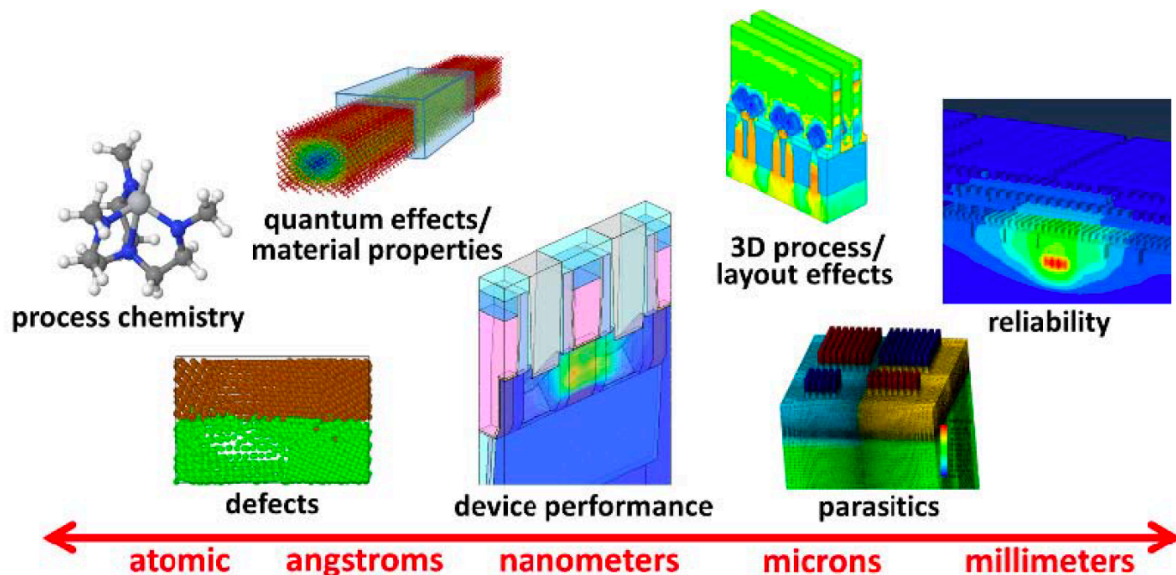 quantum effects/
material properties
3D process/
layout effects
process chemistry
reliability
defects
device performance
parasitics
atomic angstroms nanometers microns millimeters